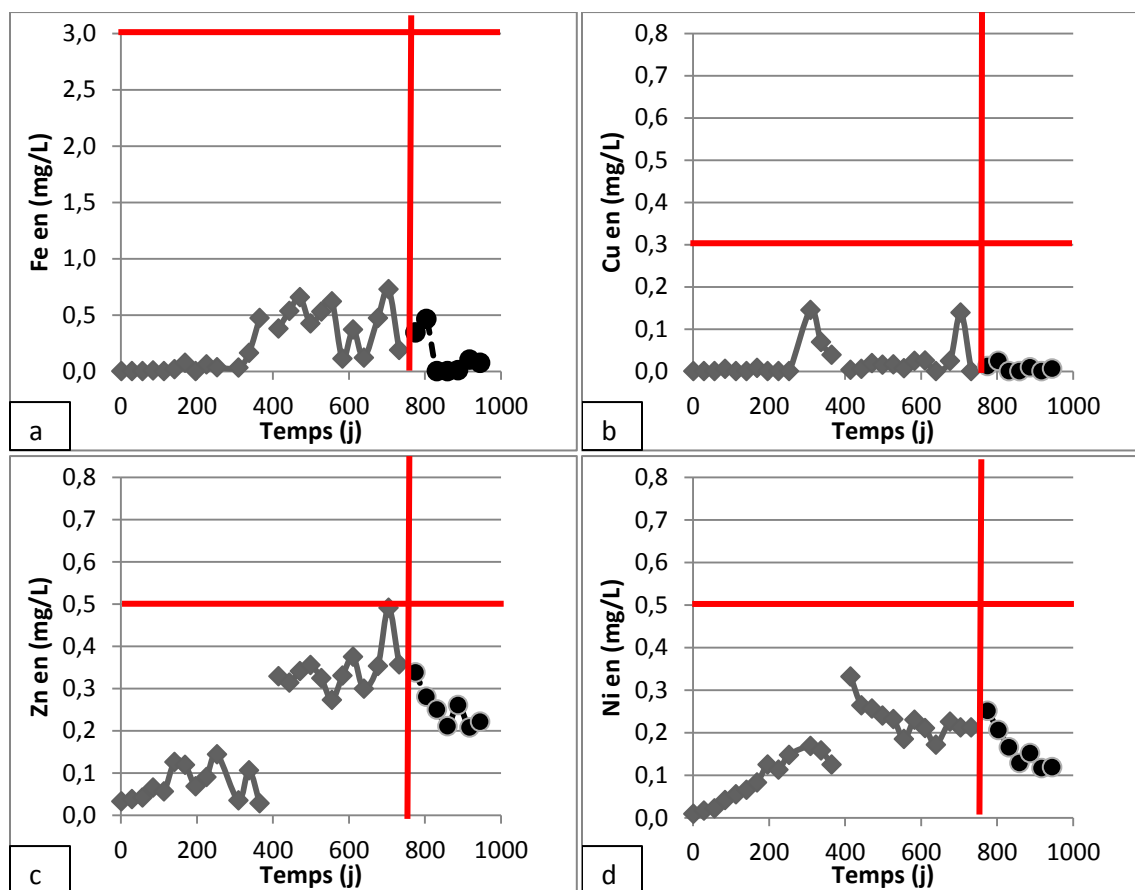 Fe en (mg/L)
3,0
2,5
2,0
1,5
1,0
0,5
0,0
0 200 400 600 800 1000
Temps (j)
a
Cu en (mg/L)
0,8
0,7
0,6
0,5
0,4
0,3
0,2
0,1
0,0
0 200 400 600 800 1000
Temps (j)
b
Zn en (mg/L)
0,8
0,7
0,6
0,5
0,4
0,3
0,2
0,1
0,0
0 200 400 600 800 1000
Temps (j)
c
Ni en (mg/L)
0,8
0,7
0,6
0,5
0,4
0,3
0,2
0,1
0,0
0 200 400 600 800 1000
Temps (j)
d